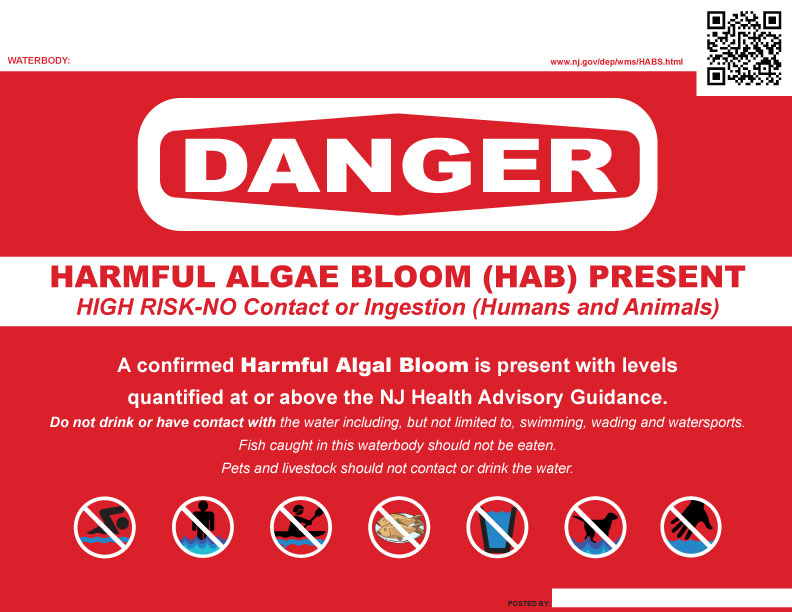 WATERBODY:
www.nj.gov/dep/wms/HABS.html
DANGER
HARMFUL ALGAE BLOOM (HAB) PRESENT
HIGH RISK-NO Contact or Ingestion (Humans and Animals)
A confirmed Harmful Algal Bloom is present with levels
quantified at or above the NJ Health Advisory Guidance.
Do not drink or have contact with the water including, but not limited to, swimming, wading and watersports.
Fish caught in this waterbody should not be eaten.
Pets and livestock should not contact or drink the water.
POSTED BY: